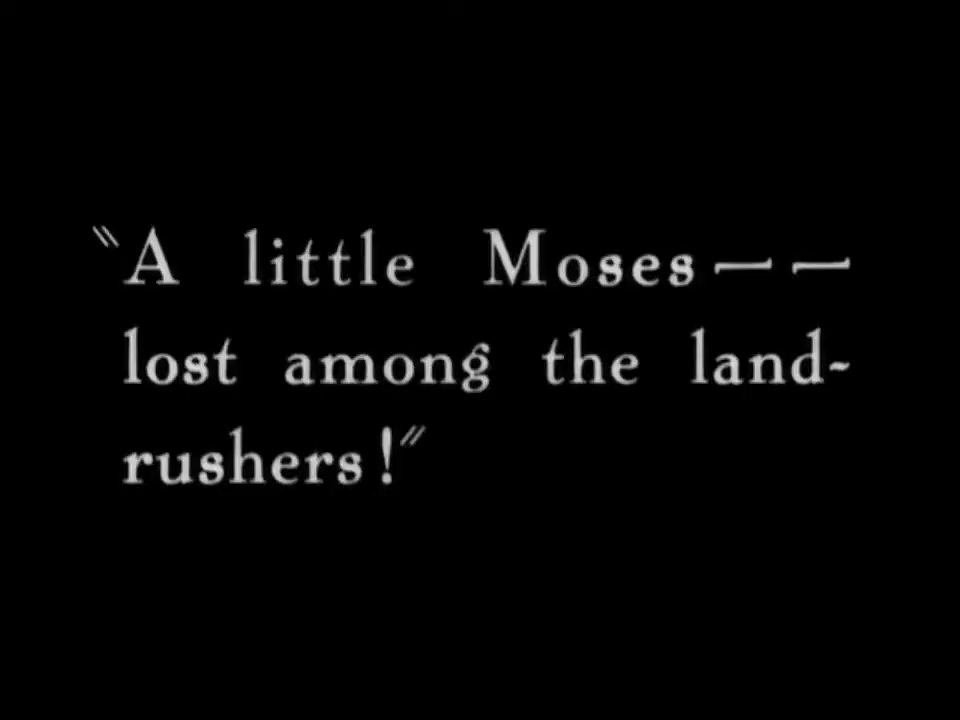 "A little Moses——
lost among the land-
rushers!"